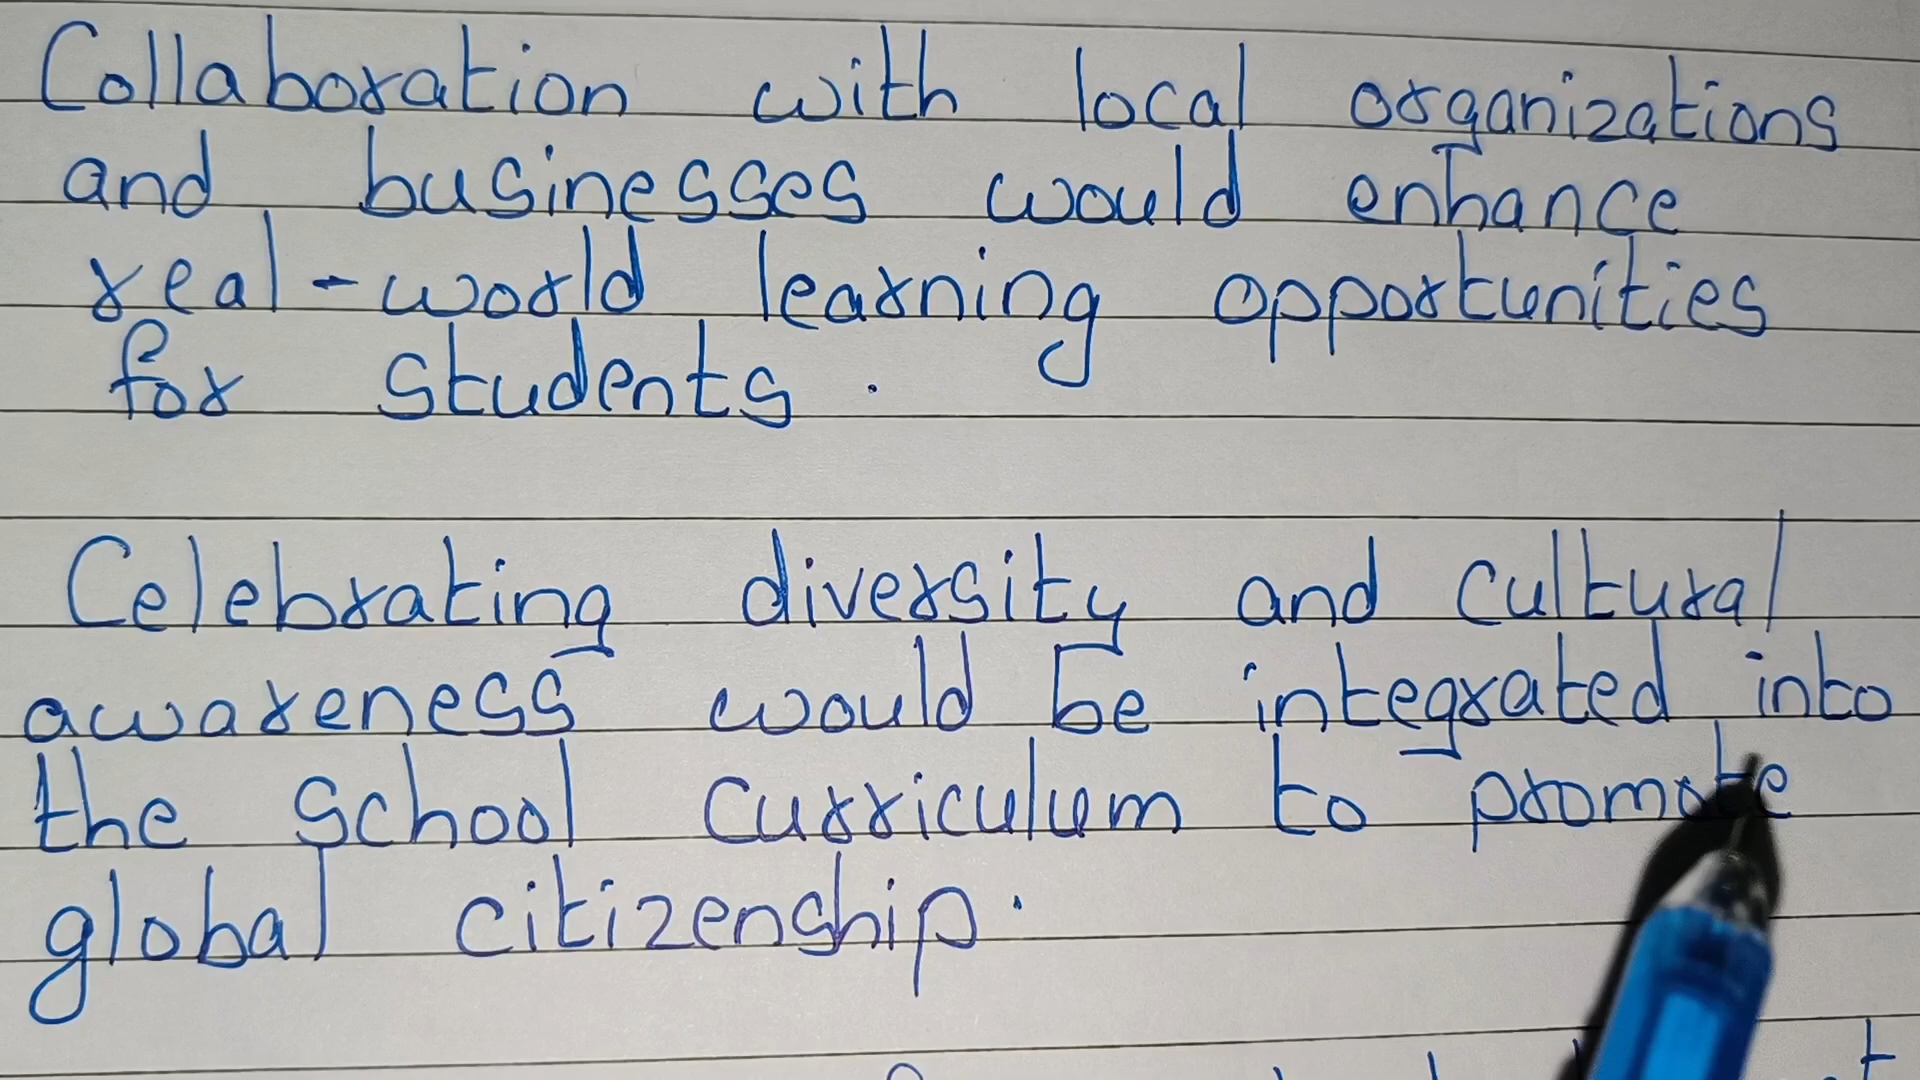 Collaboration with local organizations
and businesses would enhance
real-world learning opportunities
for students.
Celebrating diversity and cultural
awareness would be integrated into
the school curriculum to promote
global citizenship.